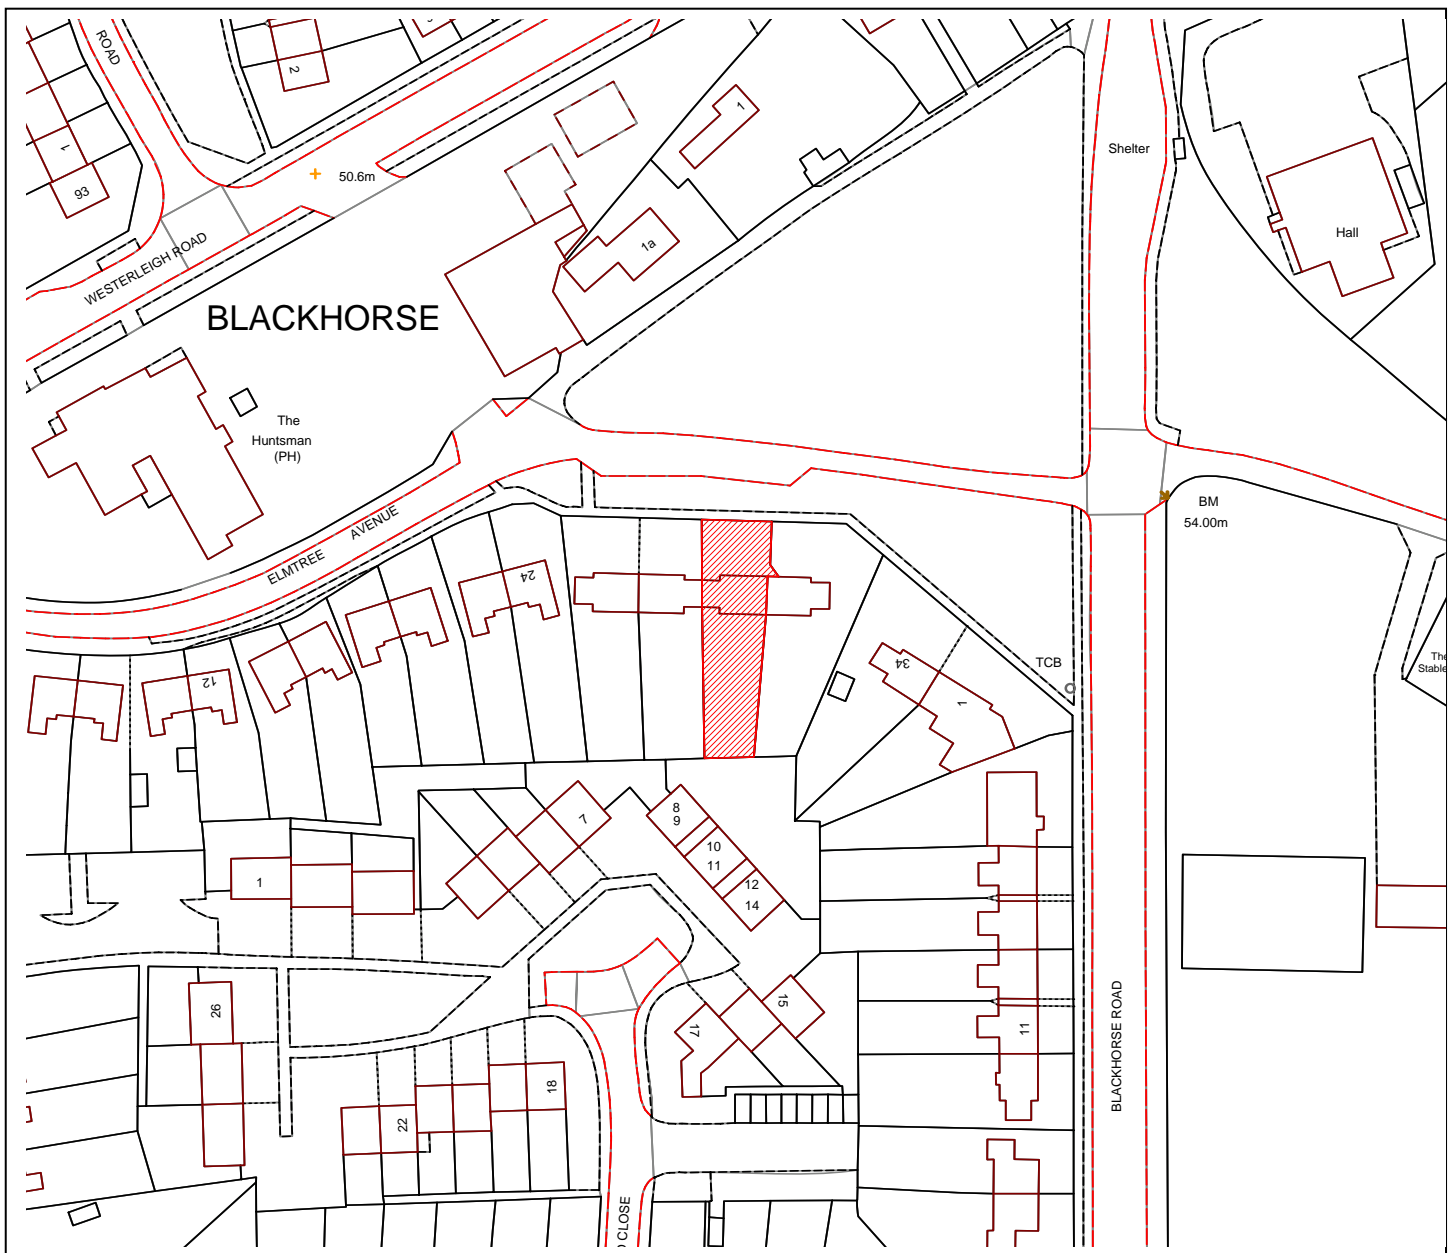 ROAD
2
1
93
50.6m
WESTERLEIGH ROAD
BLACKHORSE
1
1a
Shelter
Hall
The
Huntsman
(PH)
ELMTREE AVENUE
24
12
BM
54.00m
34
1
TCB
The
Stable
7
8
9
10
11
12
14
1
15
17
11
26
18
22
BLACKHORSE ROAD
CLOSE